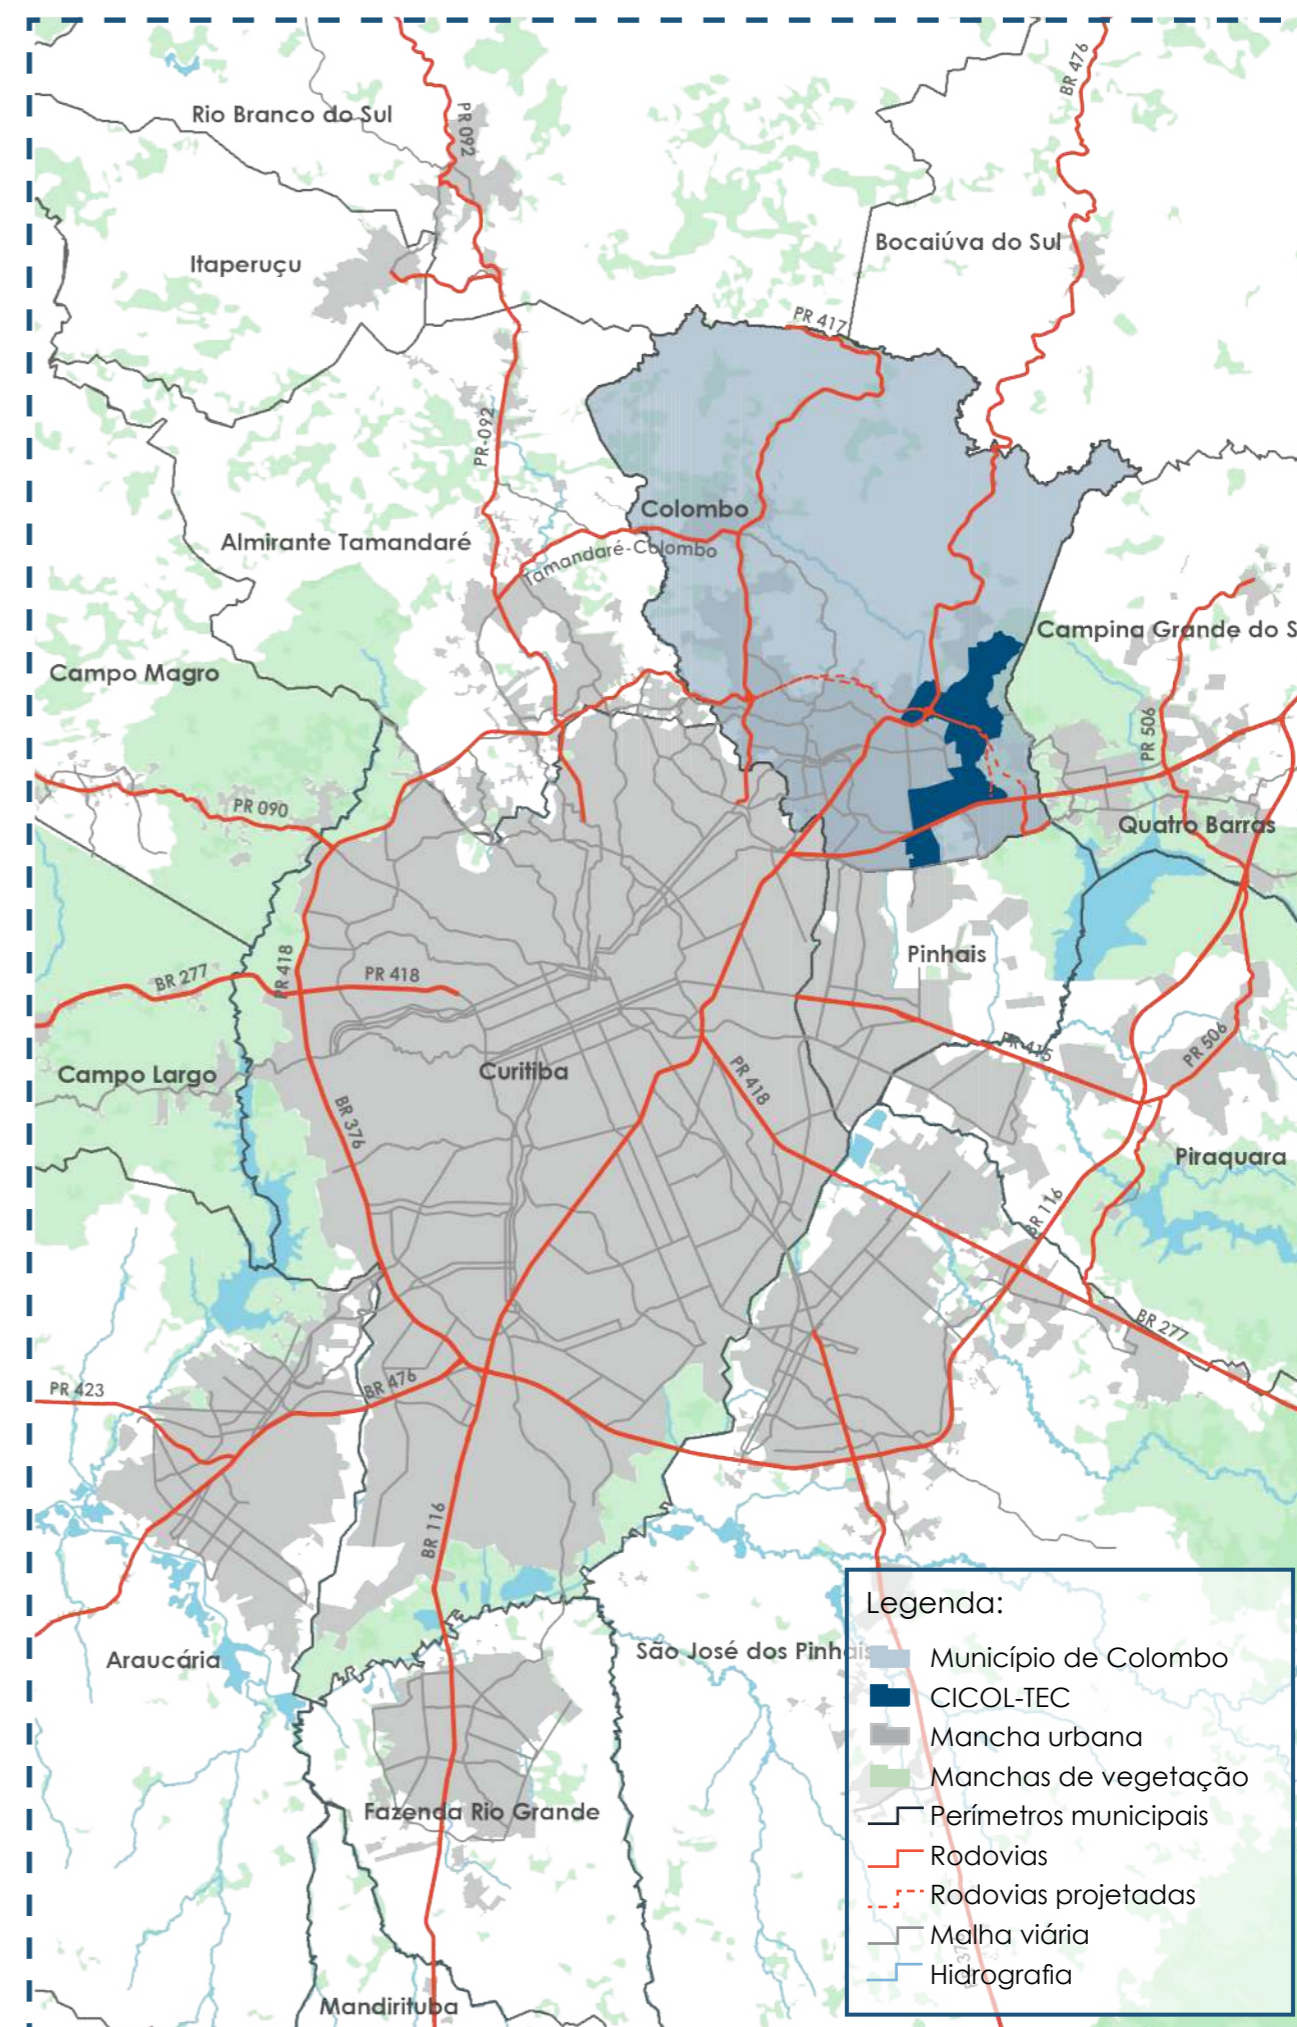 BR 476
PR 092
Rio Branco do Sul
Bocaiúva do Sul
Itaperuçu
PR 417
PR-092
Colombo
Almirante Tamandaré
Tamandaré-Colombo
Campina Grande do S
Campo Magro
PR 506
PR 090
Quatro Barras
PR 418
Pinhais
BR 277
PR 418
PR 415
PR 506
Campo Largo
Curitiba
PR 418
BR 376
Piraquara
BR 116
BR 277
PR 423
BR 476
BR 116
Araucária
São José dos Pinhais
Fazenda Rio Grande
Mandirituba
Legenda:
Município de Colombo
CICOL-TEC
Mancha urbana
Manchas de vegetação
Perímetros municipais
Rodovias
Rodovias projetadas
Malha viária
Hidrografia